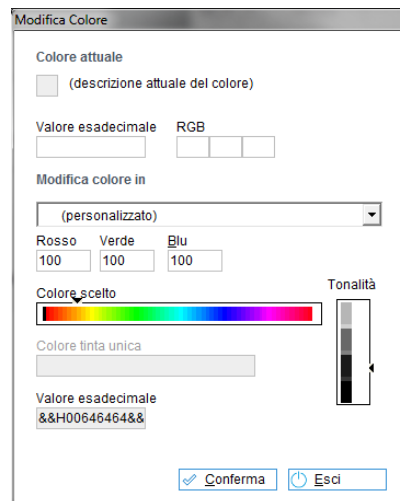 Modifica Colore
Colore attuale
(descrizione attuale del colore)
Valore esadecimale RGB
Modifica colore in
(personalizzato)
Rosso Verde Blu
100 100 100
Tonalità
Colore scelto
Colore tinta unica
Valore esadecimale
&&H00646464&&
Conferma Esci